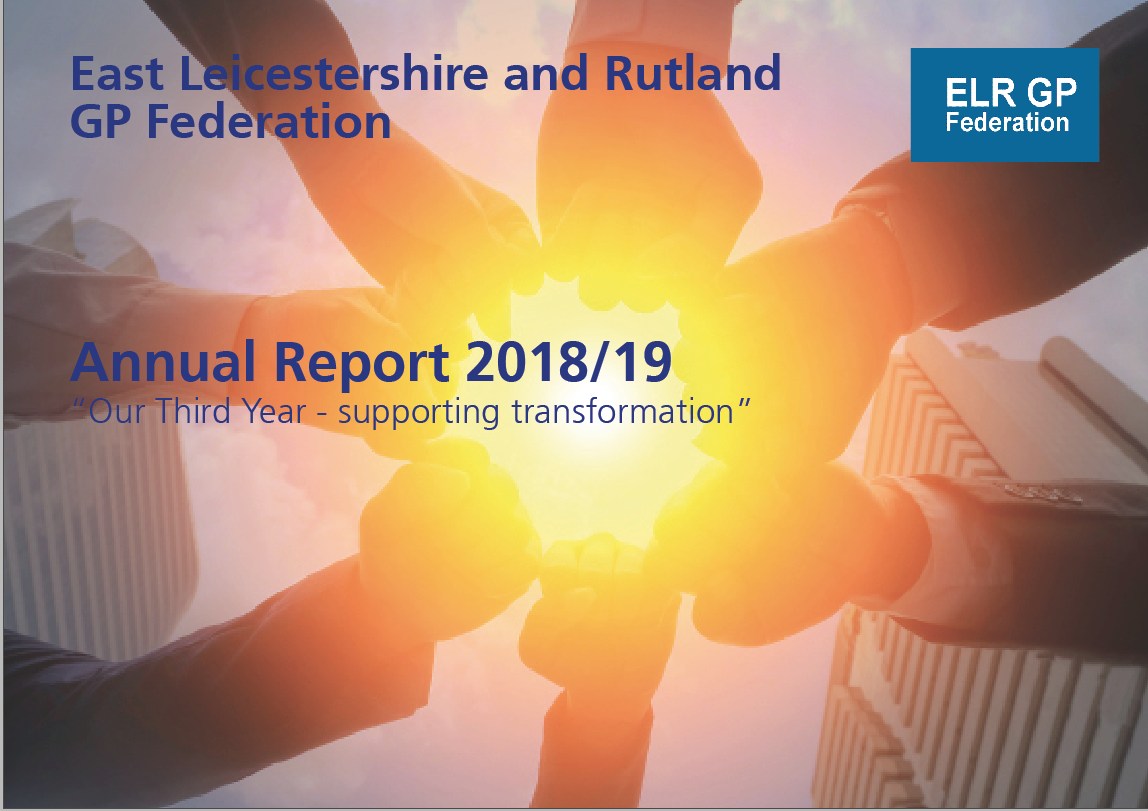 East Leicestershire and Rutland
GP Federation
ELR GP
Federation
Annual Report 2018/19
“Our Third Year - supporting transformation”